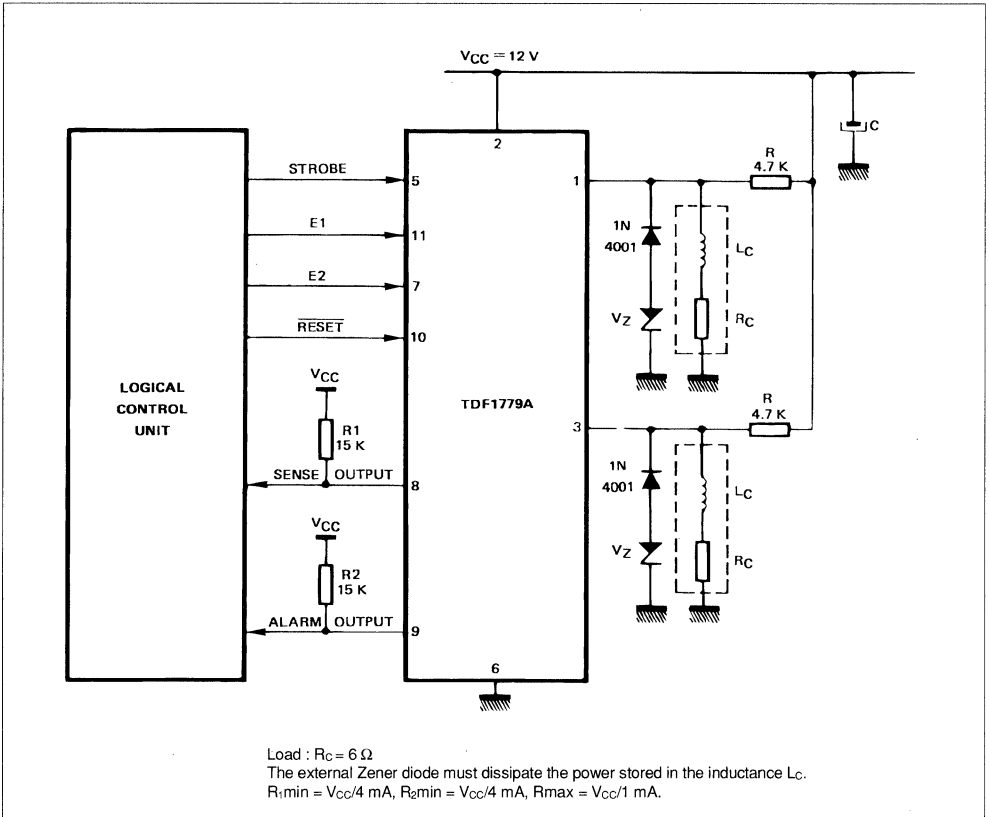 VCC = 12 V
2
C
STROBE
5
1
R
4.7 K
E1
11
1N
4001
LC
E2
7
VZ
RC
RESET
10
VCC
LOGICAL
CONTROL
UNIT
TDF1779A
R1
15 K
3
R
4.7 K
SENSE OUTPUT
8
1N
4001
LC
VCC
VZ
RC
R2
15 K
ALARM OUTPUT
9
6
Load : RC = 6 Ω
The external Zener diode must dissipate the power stored in the inductance LC.
R1min = VCC/4 mA, R2min = VCC/4 mA, Rmax = VCC/1 mA.